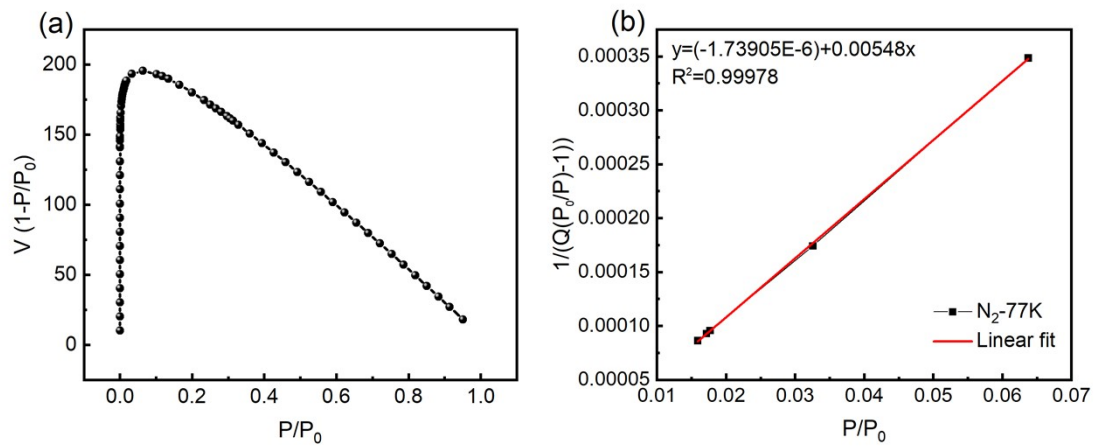 (a)
V (1-P/P₀)
200
150
100
50
0
0.0 0.2 0.4 0.6 0.8 1.0
P/P₀
(b)
y=(-1.73905E-6)+0.00548x
R²=0.99978
1/(Q(P₀/P)-1))
0.00035
0.00030
0.00025
0.00020
0.00015
0.00010
0.00005
N₂-77K
Linear fit
0.01 0.02 0.03 0.04 0.05 0.06 0.07
P/P₀